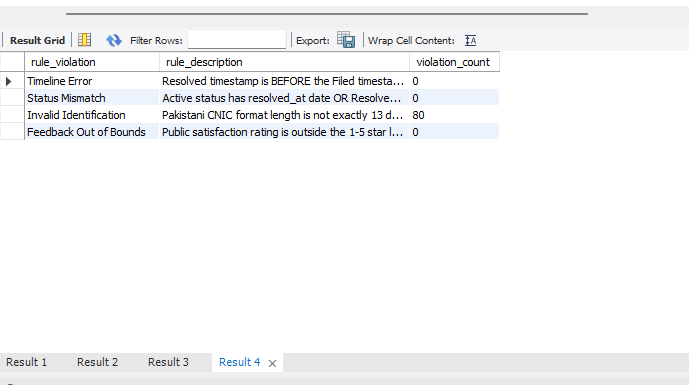 Result Grid Filter Rows: Export: Wrap Cell Content:
rule_violation rule_description violation_count
Timeline Error Resolved timestamp is BEFORE the Filed timesta... 0
Status Mismatch Active status has resolved_at date OR Resolve... 0
Invalid Identification Pakistani CNIC format length is not exactly 13 d... 80
Feedback Out of Bounds Public satisfaction rating is outside the 1-5 star l... 0
Result 1 Result 2 Result 3 Result 4